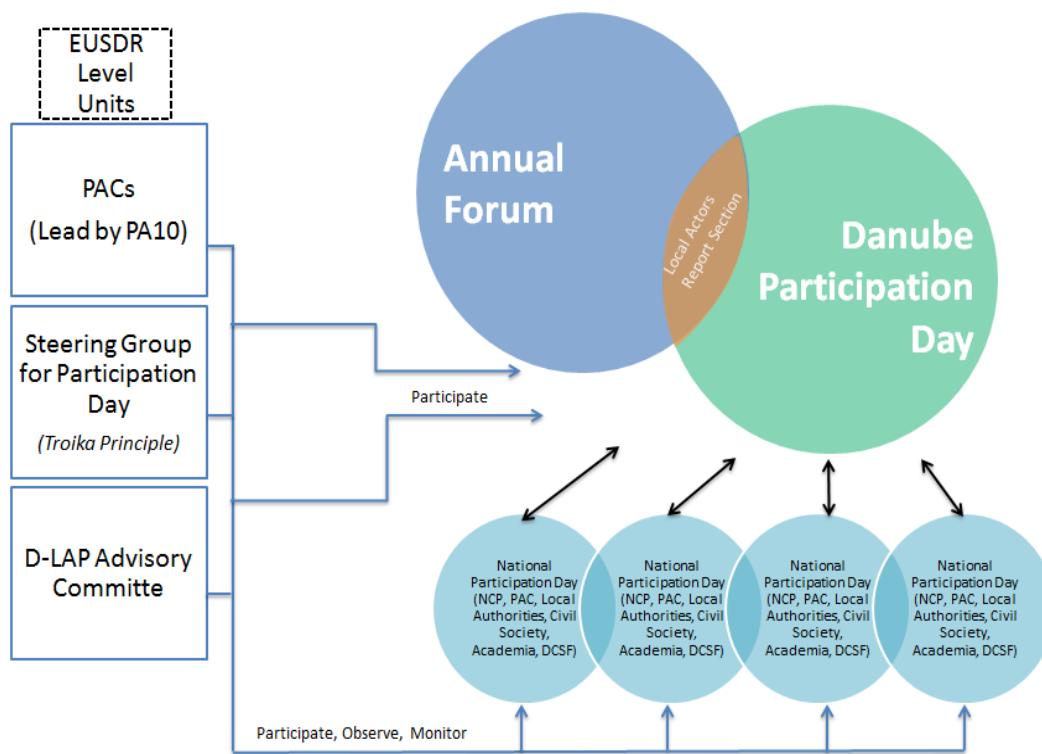 EUSDR
Level
Units
PACs
(Lead by PA10)
Steering Group
for Participation
Day
(Troika Principle)
D-LAP Advisory
Committe
Annual
Forum
Local Actors
Report Section
Danube
Participation
Day
Participate
National
Participation Day
(NCP, PAC, Local
Authorities, Civil
Society,
Academia, DCSF)
National
Participation Day
(NCP, PAC, Local
Authorities, Civil
Society,
Academia, DCSF)
National
Participation Day
(NCP, PAC, Local
Authorities, Civil
Society,
Academia, DCSF)
National
Participation Day
(NCP, PAC, Local
Authorities, Civil
Society,
Academia, DCSF)
Participate, Observe, Monitor